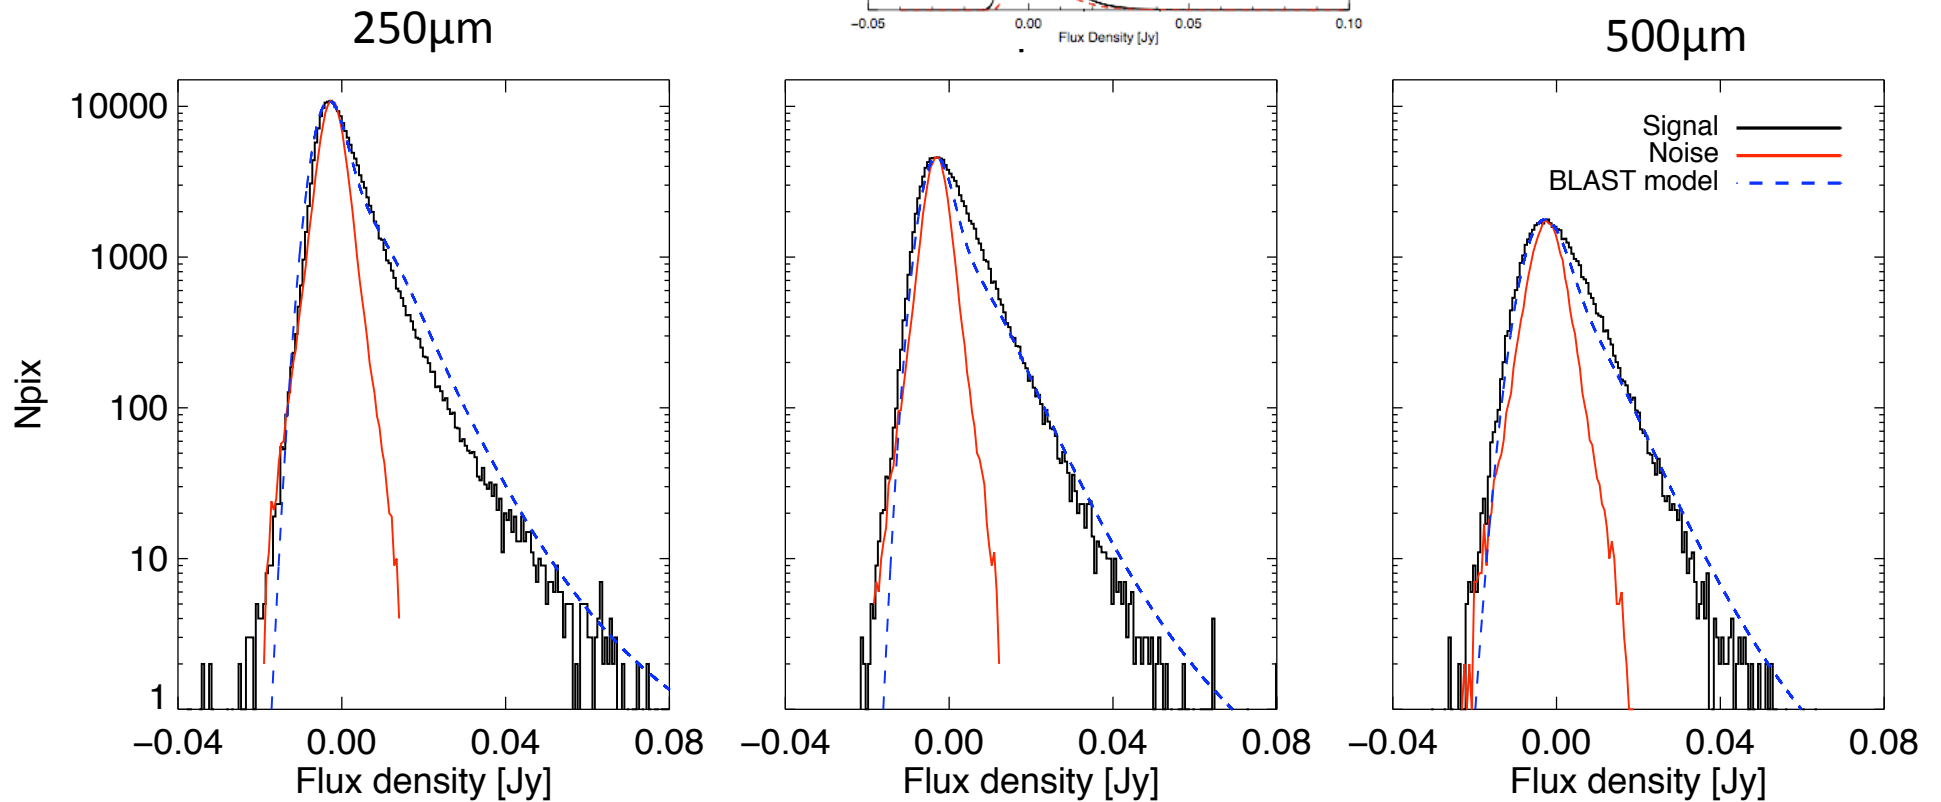 −0.05 0.00 0.05 0.10
Flux Density [Jy]
250μm
500μm
10000
1000
100
10
1
Npix
Signal
Noise
BLAST model
−0.04 0.00 0.04 0.08
−0.04 0.00 0.04 0.08
−0.04 0.00 0.04 0.08
Flux density [Jy]
Flux density [Jy]
Flux density [Jy]